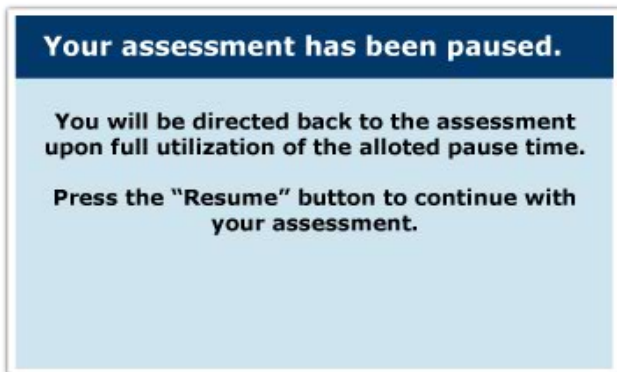 Your assessment has been paused.
You will be directed back to the assessment
upon full utilization of the alloted pause time.
Press the “Resume” button to continue with
your assessment.